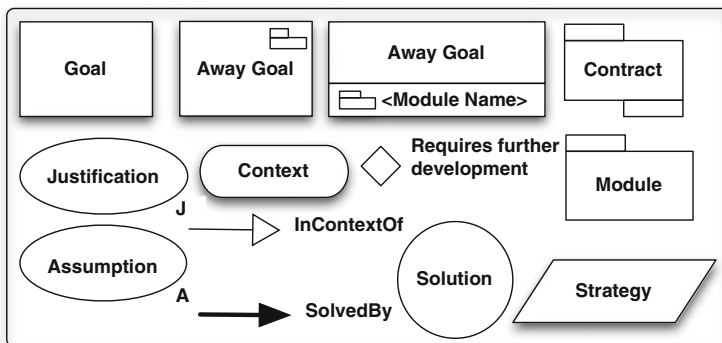 Goal
Away Goal
Away Goal
<Module Name>
Contract
Justification
J
Context
Requires further
development
Module
InContextOf
Assumption
A
SolvedBy
Solution
Strategy